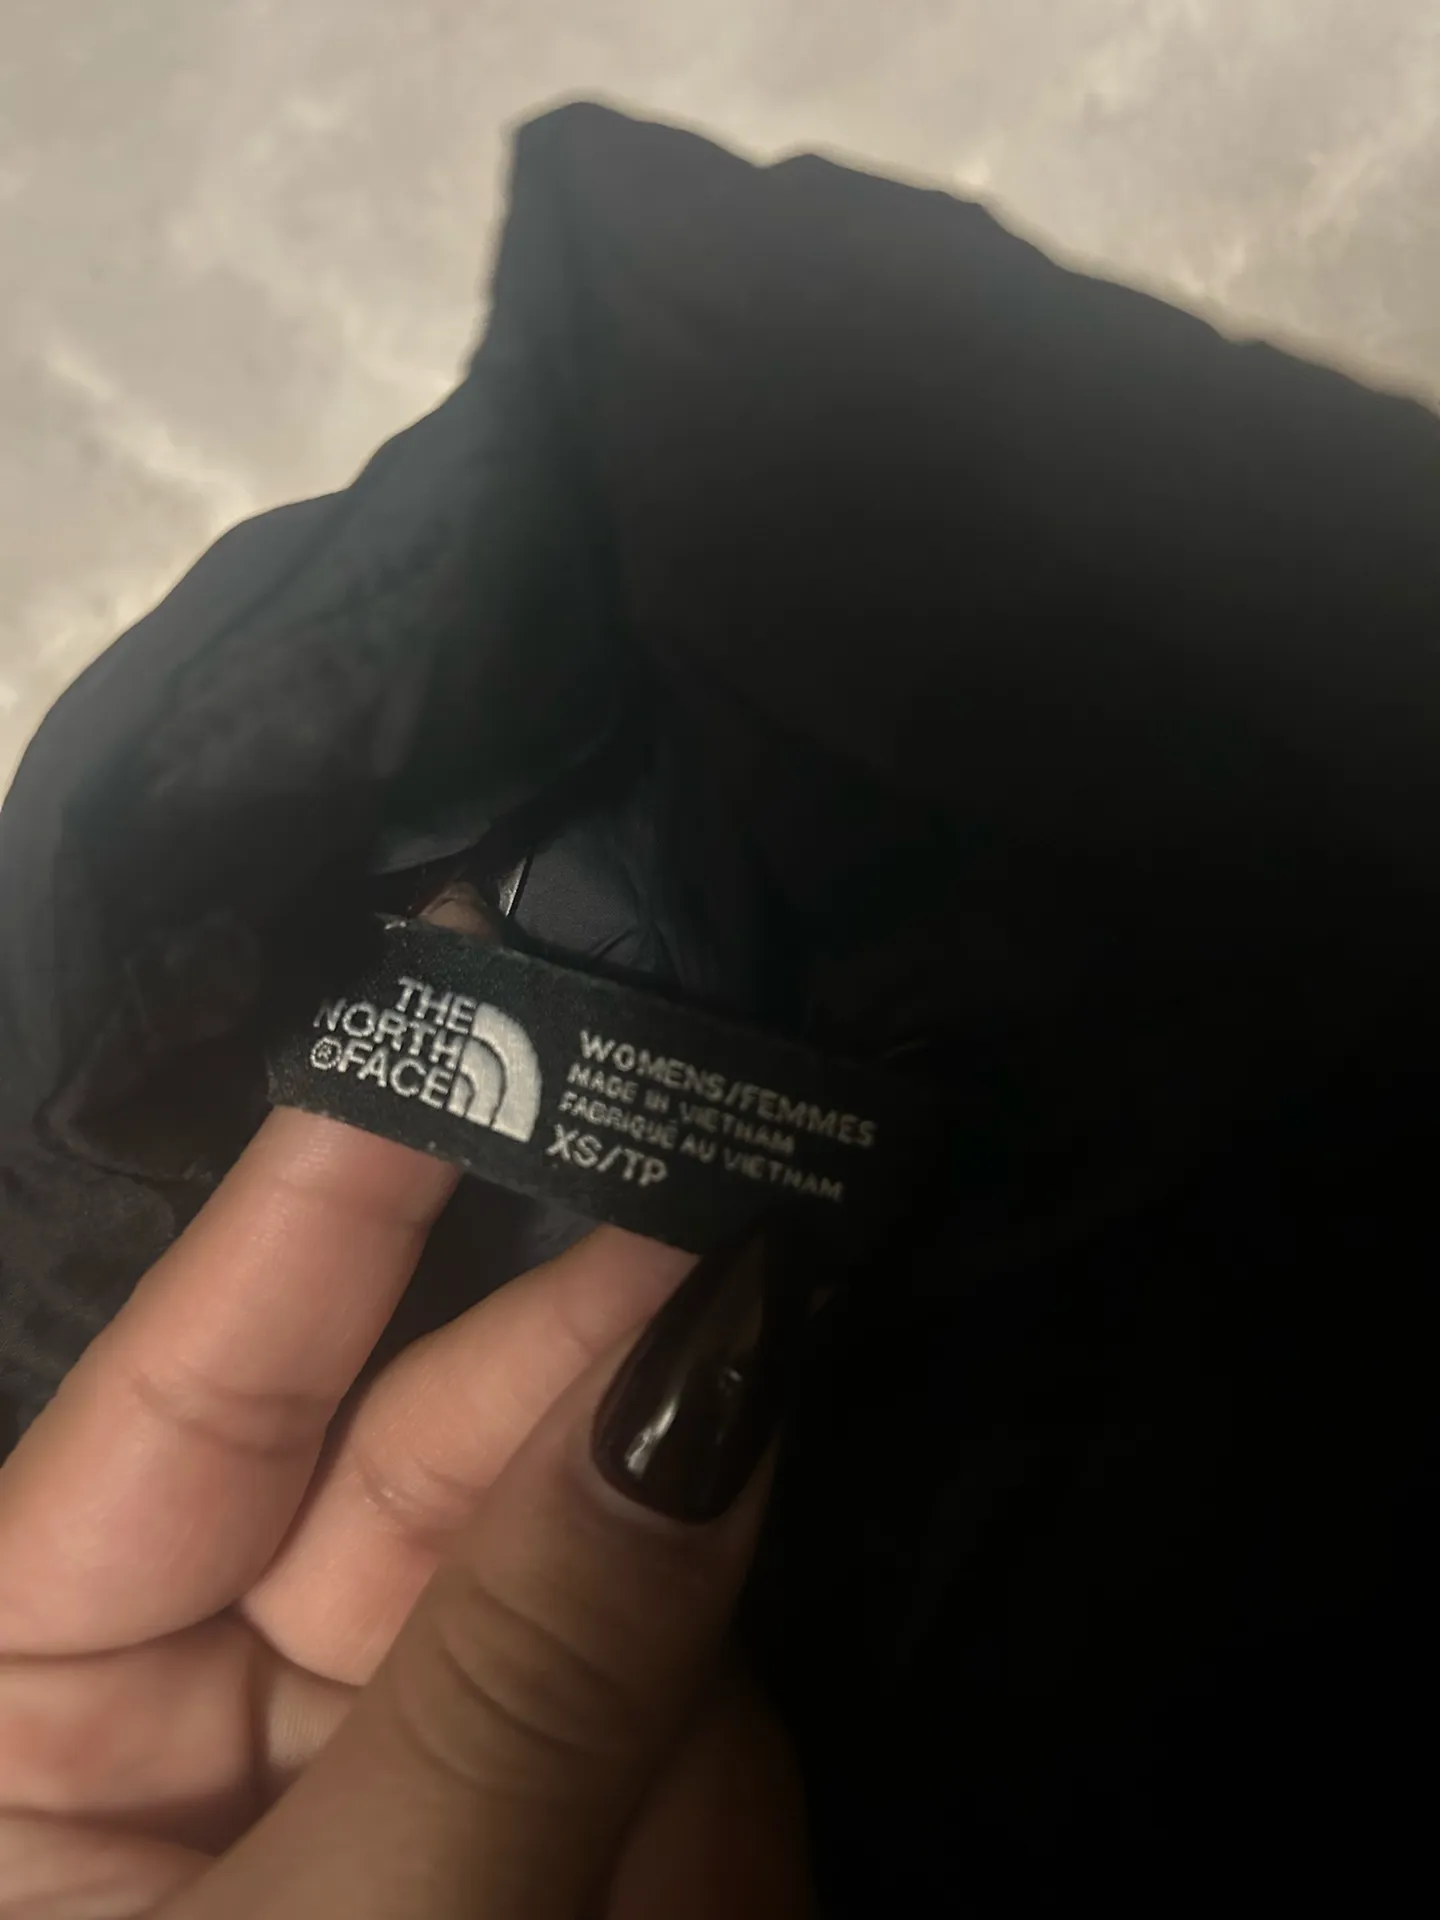 THE
NORTH
®FACE
WOMENS/FEMMES
MADE IN VIETNAM
FABRIQUÉ AU VIETNAM
XS/TP